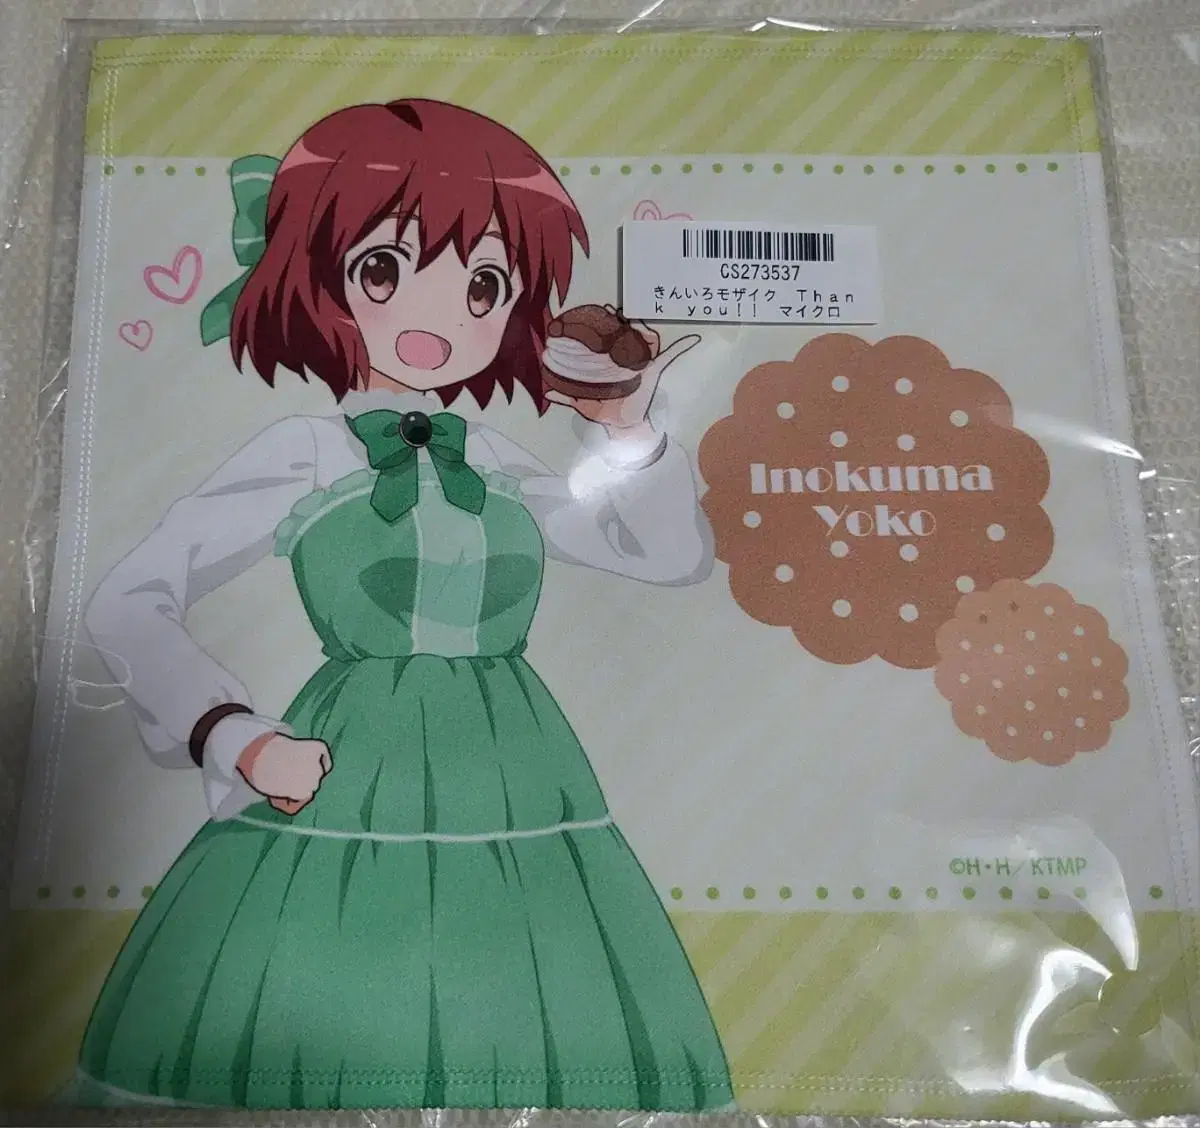 CS273537
きんいろモザイク　Ｔｈａｎ
ｋ　ｙｏｕ！！　マイクロ
Inokuma
Yoko
©H・H/KTMP